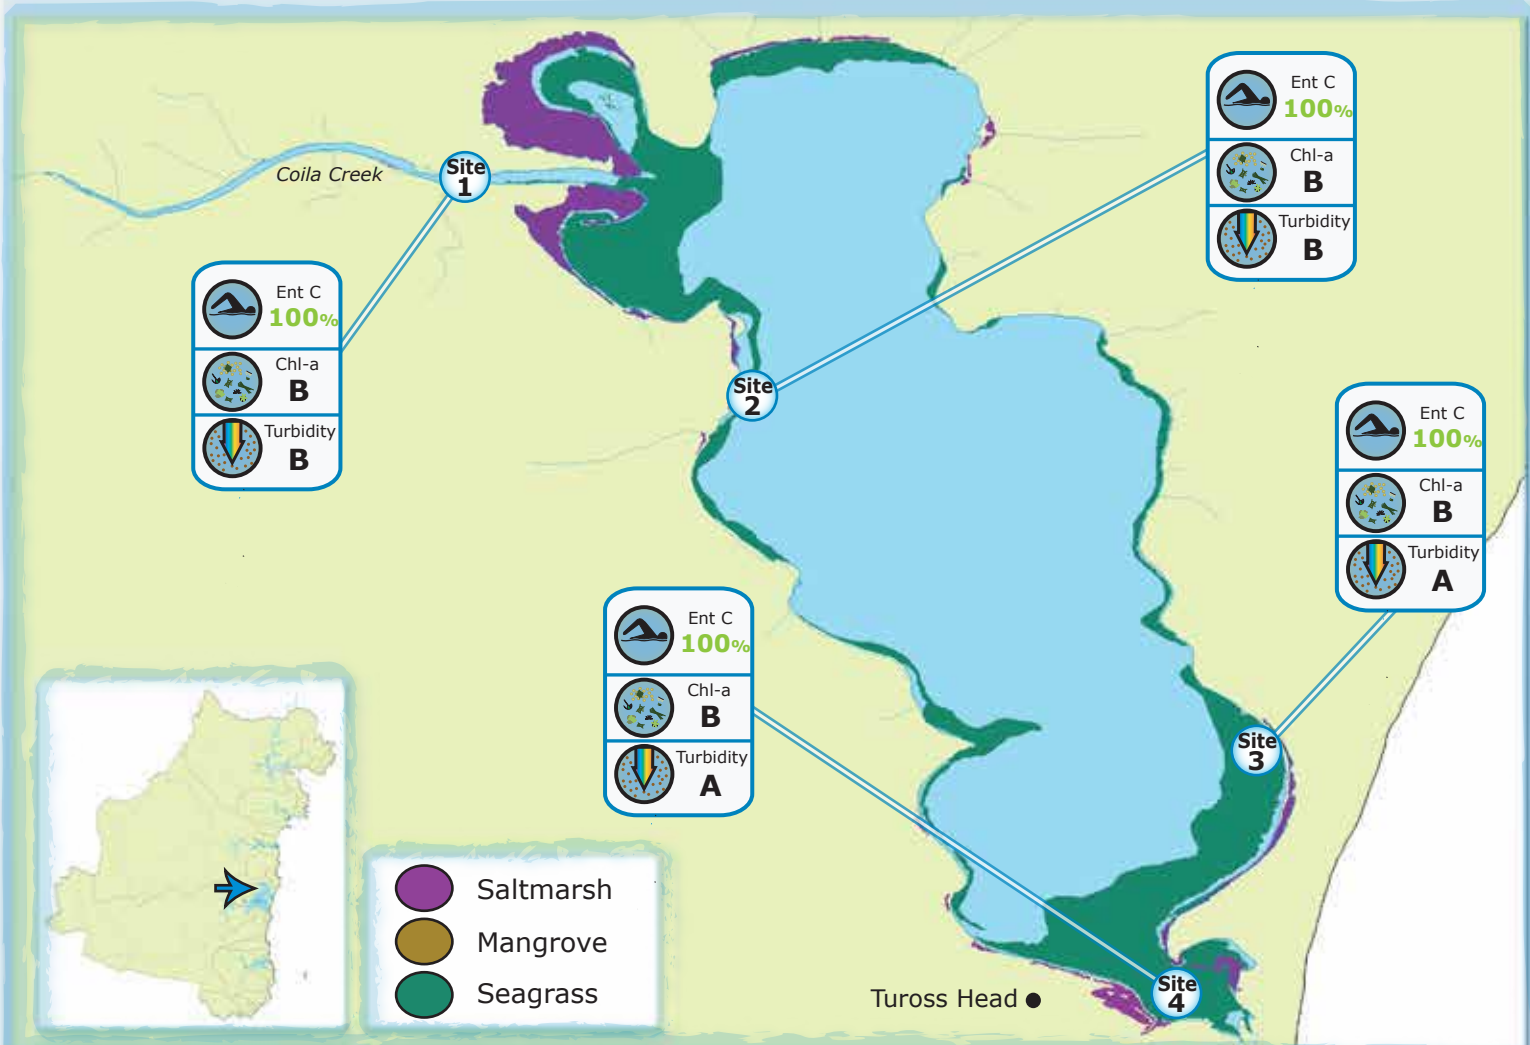 Coila Creek
Site
1
Ent C
100%
Chl-a
B
Turbidity
B
Site
2
Ent C
100%
Chl-a
B
Turbidity
B
Site
3
Ent C
100%
Chl-a
B
Turbidity
A
Site
4
Ent C
100%
Chl-a
B
Turbidity
A
Tuross Head
Saltmarsh
Mangrove
Seagrass